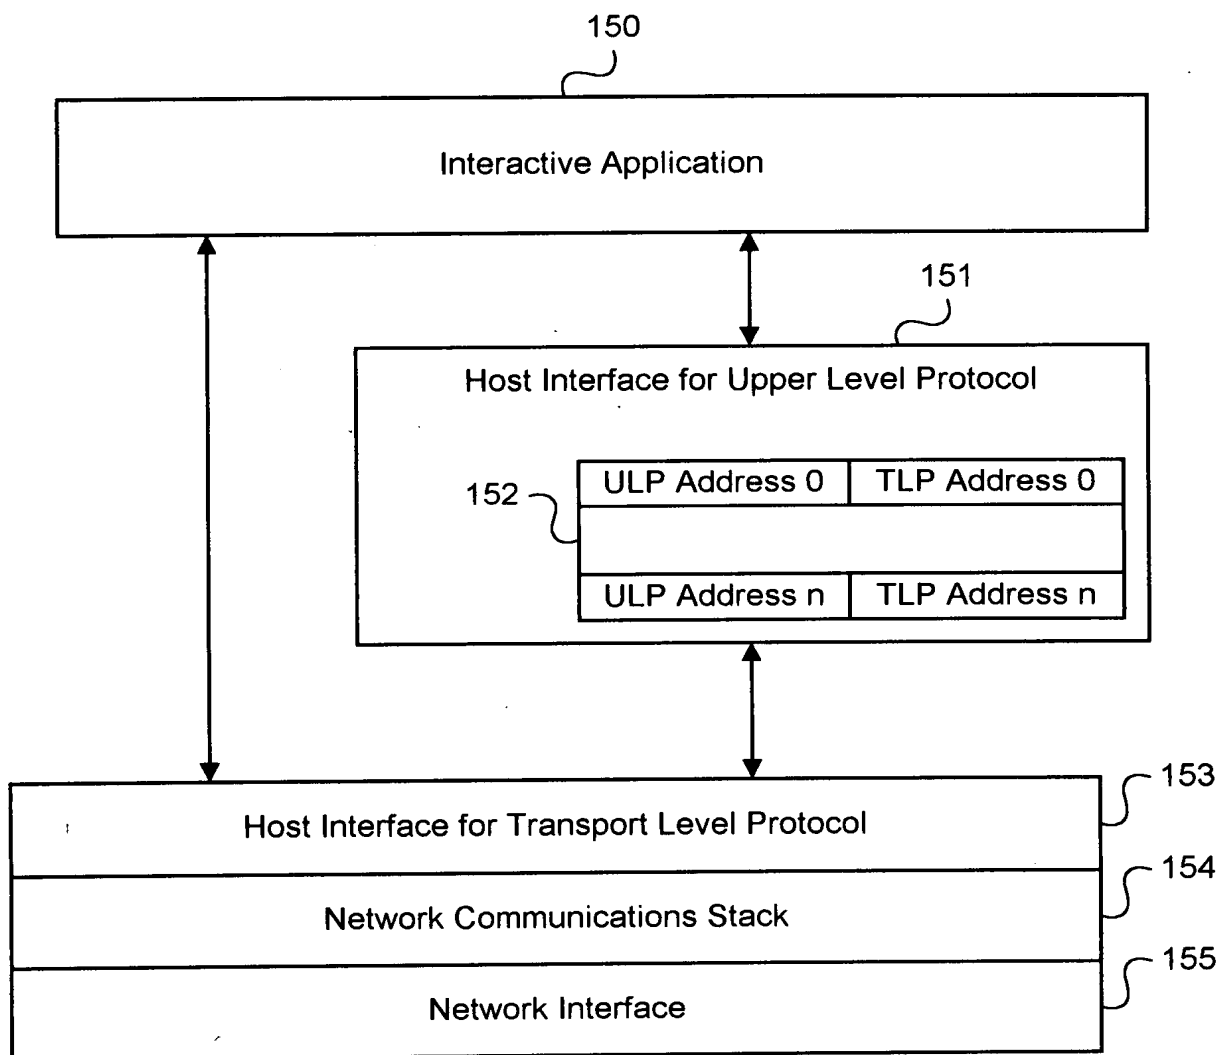 150
Interactive Application
151
Host Interface for Upper Level Protocol
152
ULP Address 0 TLP Address 0
ULP Address n TLP Address n
153
Host Interface for Transport Level Protocol
154
Network Communications Stack
155
Network Interface